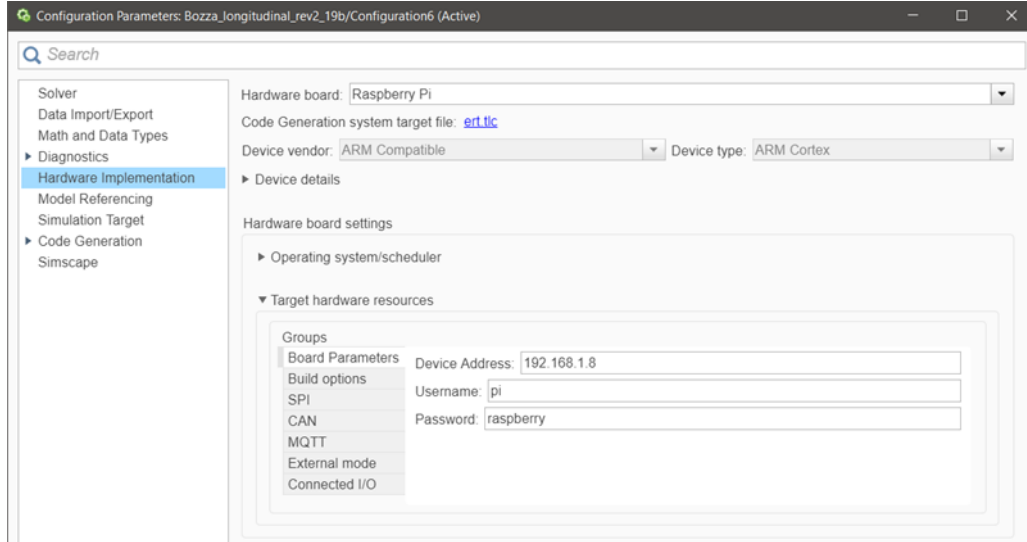 Configuration Parameters: Bozza_longitudinal_rev2_19b/Configuration6 (Active)
Search
Solver
Data Import/Export
Math and Data Types
Diagnostics
Hardware Implementation
Model Referencing
Simulation Target
Code Generation
Simscape
Hardware board: Raspberry Pi
Code Generation system target file: ert.tlc
Device vendor: ARM Compatible Device type: ARM Cortex
Device details
Hardware board settings
Operating system/scheduler
Target hardware resources
Groups
Board Parameters
Build options
SPI
CAN
MQTT
External mode
Connected I/O
Device Address: 192.168.1.8
Username: pi
Password: raspberry